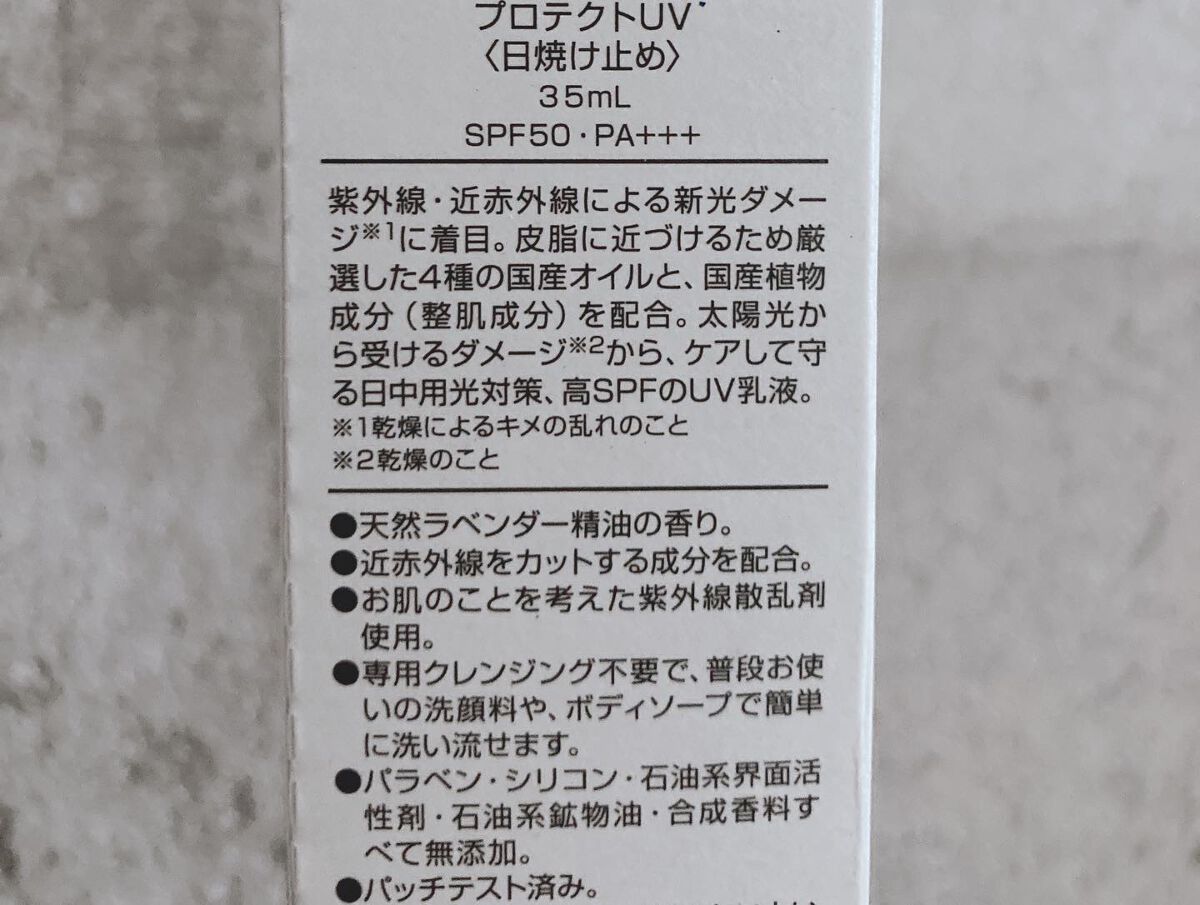 プロテクトUV
〈日焼け止め〉
35mL
SPF50・PA+++
紫外線・近赤外線による新光ダメー
ジ※1に着目。皮脂に近づけるため厳
選した4種の国産オイルと、国産植物
成分（整肌成分）を配合。太陽光か
ら受けるダメージ※2から、ケアして守
る日中用光対策、高SPFのUV乳液。
※1乾燥によるキメの乱れのこと
※2乾燥のこと
●天然ラベンダー精油の香り。
●近赤外線をカットする成分を配合。
●お肌のことを考えた紫外線散乱剤
使用。
●専用クレンジング不要で、普段お使
いの洗顔料や、ボディソープで簡単
に洗い流せます。
●パラベン・シリコン・石油系界面活
性剤・石油系鉱物油・合成香料す
べて無添加。
●パッチテスト済み。